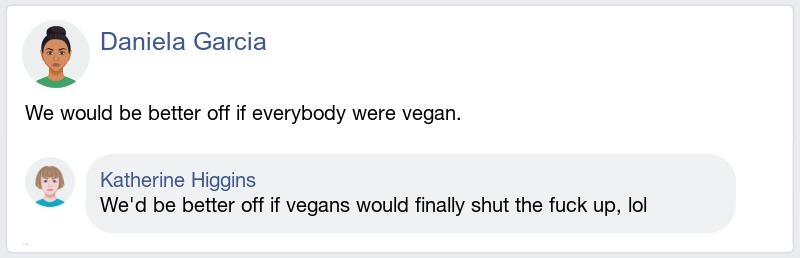 Daniela Garcia
We would be better off if everybody were vegan.
Katherine Higgins
We'd be better off if vegans would finally shut the fuck up, lol